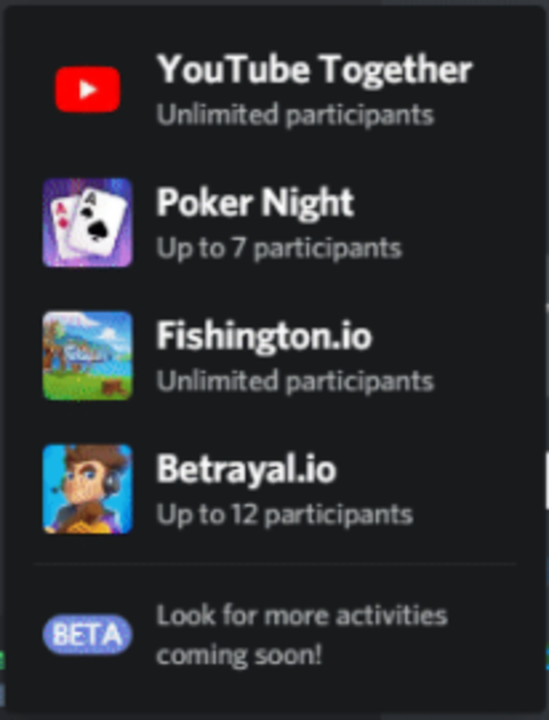 YouTube Together
Unlimited participants
Poker Night
Up to 7 participants
Fishington.io
Unlimited participants
Betrayal.io
Up to 12 participants
BETA
Look for more activities
coming soon!